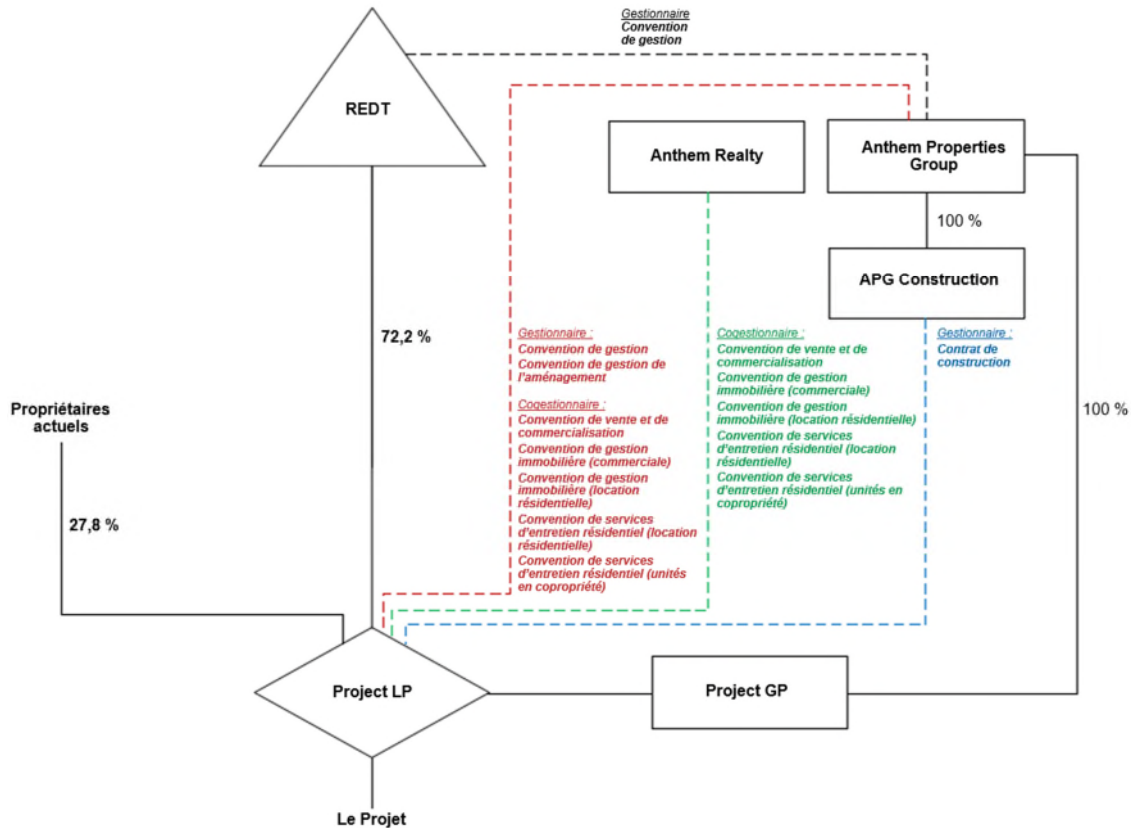 Gestionnaire
Convention
de gestion
REDT
Anthem Realty
Anthem Properties
Group
100 %
APG Construction
72,2 %
Gestionnaire :
Convention de gestion
Convention de gestion de
l'aménagement
Cogestionnaire :
Convention de vente et de
commercialisation
Convention de gestion
immobilière (commerciale)
Convention de gestion
immobilière (location
résidentielle)
Convention de services
d'entretien résidentiel (location
résidentielle)
Convention de services
d'entretien résidentiel (unités
en copropriété)
Cogestionnaire :
Convention de vente et de
commercialisation
Convention de gestion
immobilière (commerciale)
Convention de gestion
immobilière (location résidentielle)
Convention de services
d'entretien résidentiel (location
résidentielle)
Convention de services
d'entretien résidentiel (unités en
copropriété)
Gestionnaire :
Contrat de
construction
100 %
Propriétaires
actuels
27,8 %
Project LP
Project GP
Le Projet